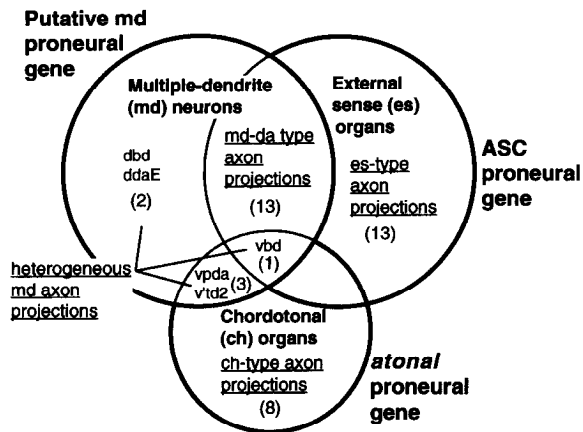 Putative md
proneural
gene
Multiple-dendrite
(md) neurons
External
sense (es)
organs
dbd
ddaE
(2)
md-da type
axon
projections
(13)
es-type
axon
projections
(13)
ASC
proneural
gene
vbd
(1)
heterogeneous
md axon
projections
vpda
v'td2
(3)
Chordotonal
(ch) organs
ch-type axon
projections
(8)
atonal
proneural
gene